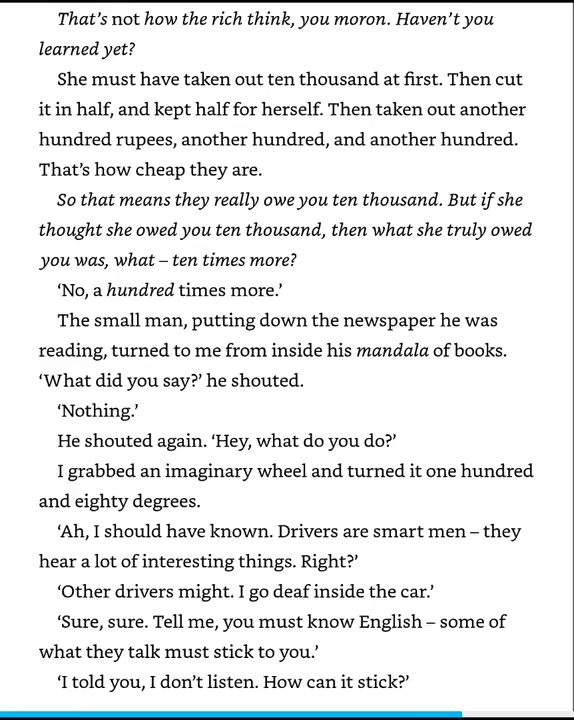 That's not how the rich think, you moron. Haven't you
learned yet?
She must have taken out ten thousand at first. Then cut
it in half, and kept half for herself. Then taken out another
hundred rupees, another hundred, and another hundred.
That's how cheap they are.
So that means they really owe you ten thousand. But if she
thought she owed you ten thousand, then what she truly owed
you was, what – ten times more?
‘No, a hundred times more.’
The small man, putting down the newspaper he was
reading, turned to me from inside his mandala of books.
‘What did you say?’ he shouted.
‘Nothing.’
He shouted again. ‘Hey, what do you do?’
I grabbed an imaginary wheel and turned it one hundred
and eighty degrees.
‘Ah, I should have known. Drivers are smart men – they
hear a lot of interesting things. Right?’
‘Other drivers might. I go deaf inside the car.’
‘Sure, sure. Tell me, you must know English – some of
what they talk must stick to you.’
‘I told you, I don't listen. How can it stick?’